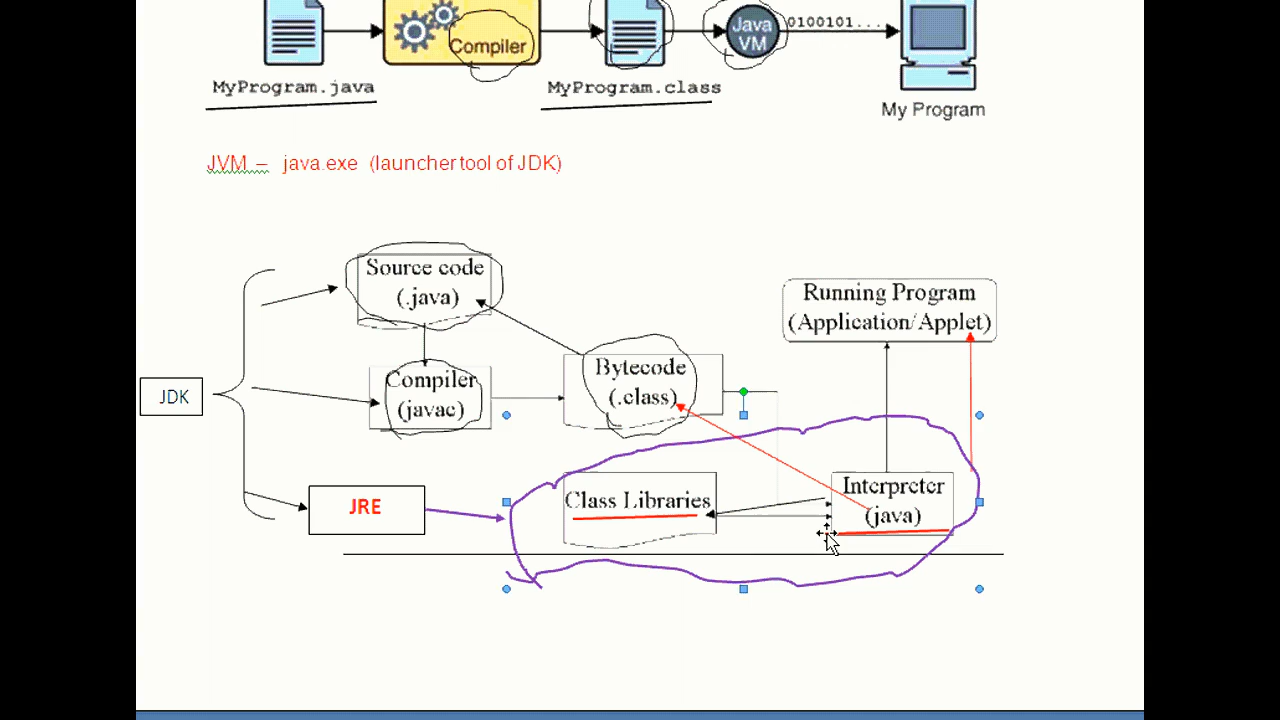 Compiler
Java
VM
0100101...
MyProgram.java
MyProgram.class
My Program
JVM – java.exe (launcher tool of JDK)
Source code
(.java)
Running Program
(Application/Applet)
Compiler
(javac)
Bytecode
(.class)
JDK
JRE
Class Libraries
Interpreter
(java)